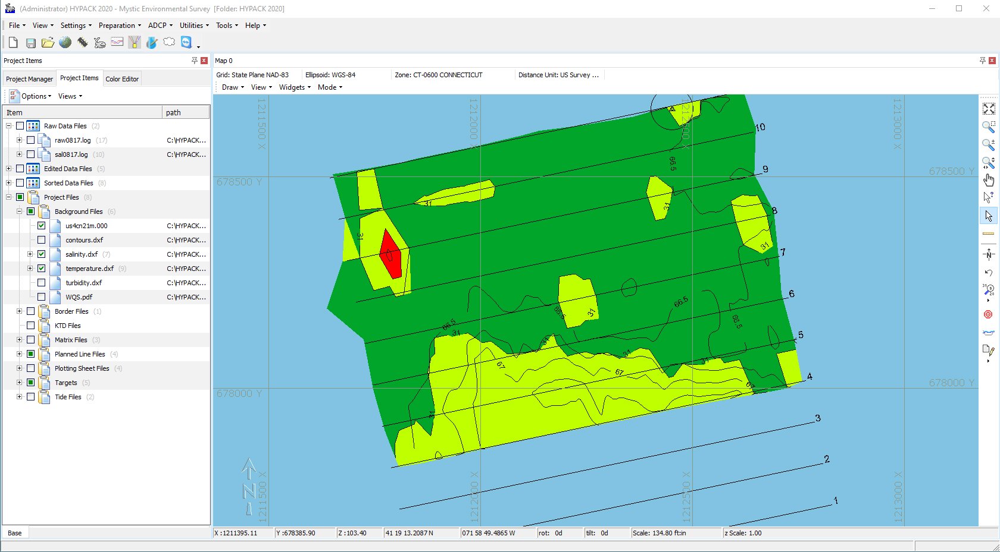 (Administrator) HYPACK 2020 - Mystic Environmental Survey  [Folder: HYPACK 2020]
File View Settings Preparation ADCP Utilities Tools Help
Project Items
Map 0
Project Manager Project Items Color Editor
Grid: State Plane NAD-83 Ellipsoid: WGS-84 Zone: CT-0600 CONNECTICUT Distance Unit: US Survey ...
Options Views
Draw View Widgets Mode
Item path
Raw Data Files (2)
raw0817.log (17) C:\HYPACK...
sal0817.log (10) C:\HYPACK...
Edited Data Files (5)
Sorted Data Files (8)
Project Files (8)
Background Files (6)
us4cn21m.000 C:\HYPACK...
contours.dxf C:\HYPACK...
salinity.dxf (7) C:\HYPACK...
temperature.dxf (9) C:\HYPACK...
turbidity.dxf C:\HYPACK...
WQS.pdf C:\HYPACK...
Border Files (1)
KTD Files
Matrix Files (3)
Planned Line Files (4)
Plotting Sheet Files (4)
Targets (5)
Tide Files (2)
Base
1211500 X
1212000 X
1212500 X
1213000 X
10
66.5
9
678500 Y
678500 Y
31
31
8
31
31
7
6
66.5
66.5
66.5
66.5
31
31
31
5
31
31
67
67
4
67
678000 Y
678000 Y
31
3
2
1
N
1211500 X
1212000 X
1212500 X
1213000 X
N
X :1211395.11 Y :678385.90 Z :103.40 41 19 13.2087 N 071 58 49.4865 W rot: 0d tilt: 0d Scale: 134.80 ft:in z Scale: 1.00